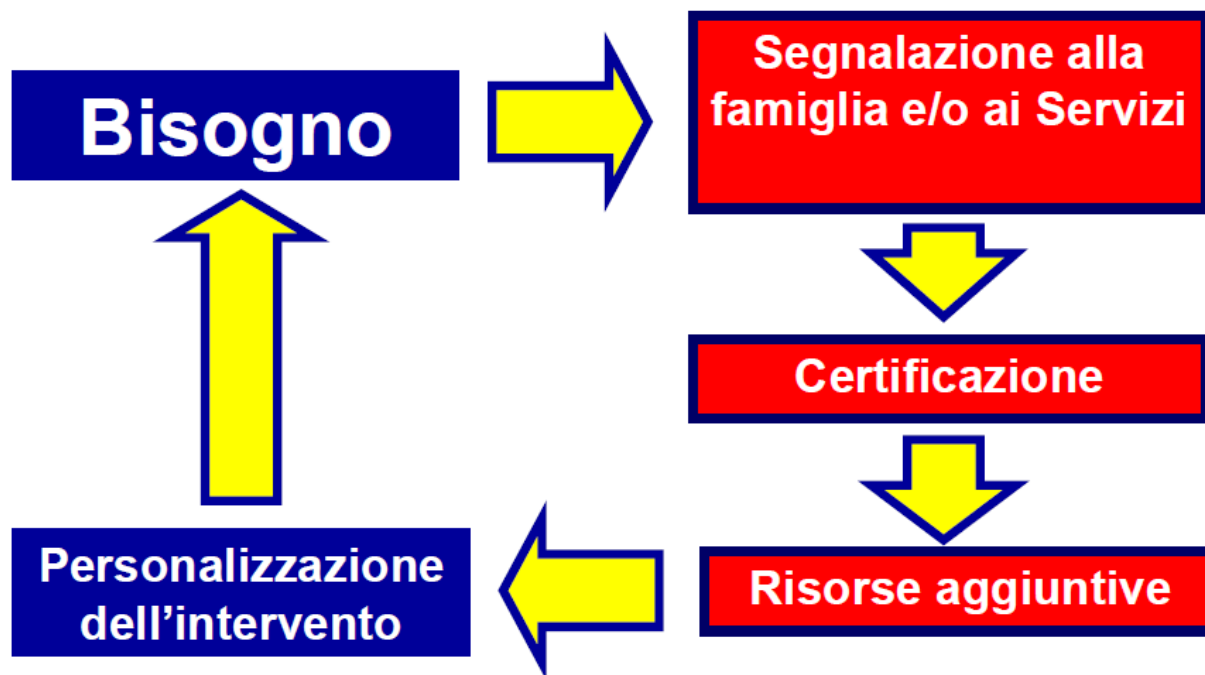 Bisogno
Segnalazione alla
famiglia e/o ai Servizi
Certificazione
Risorse aggiuntive
Personalizzazione
dell’intervento